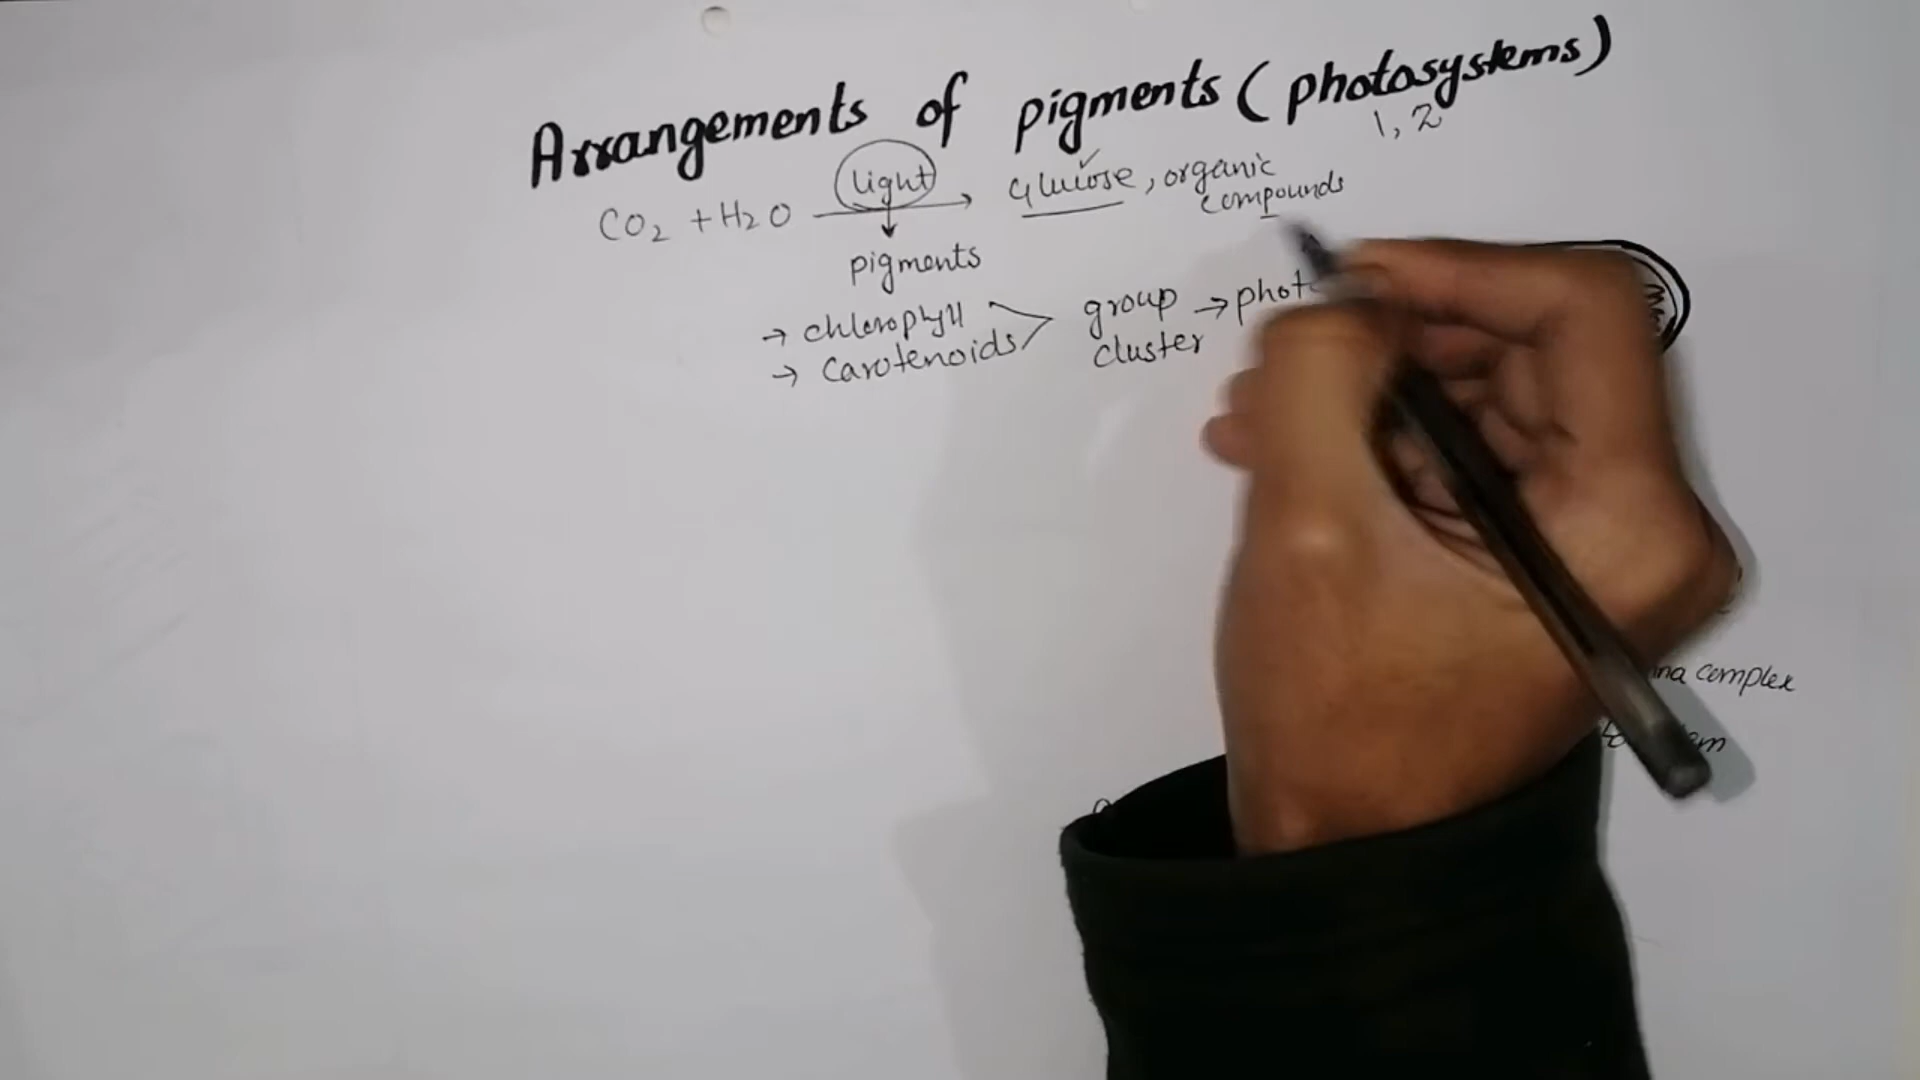 Arrangements of pigments (photosystems)
1, 2
CO2 + H2O light → Glucose, organic compounds
pigments
→ chlorophyll
→ carotenoids
group → phot
cluster
complex